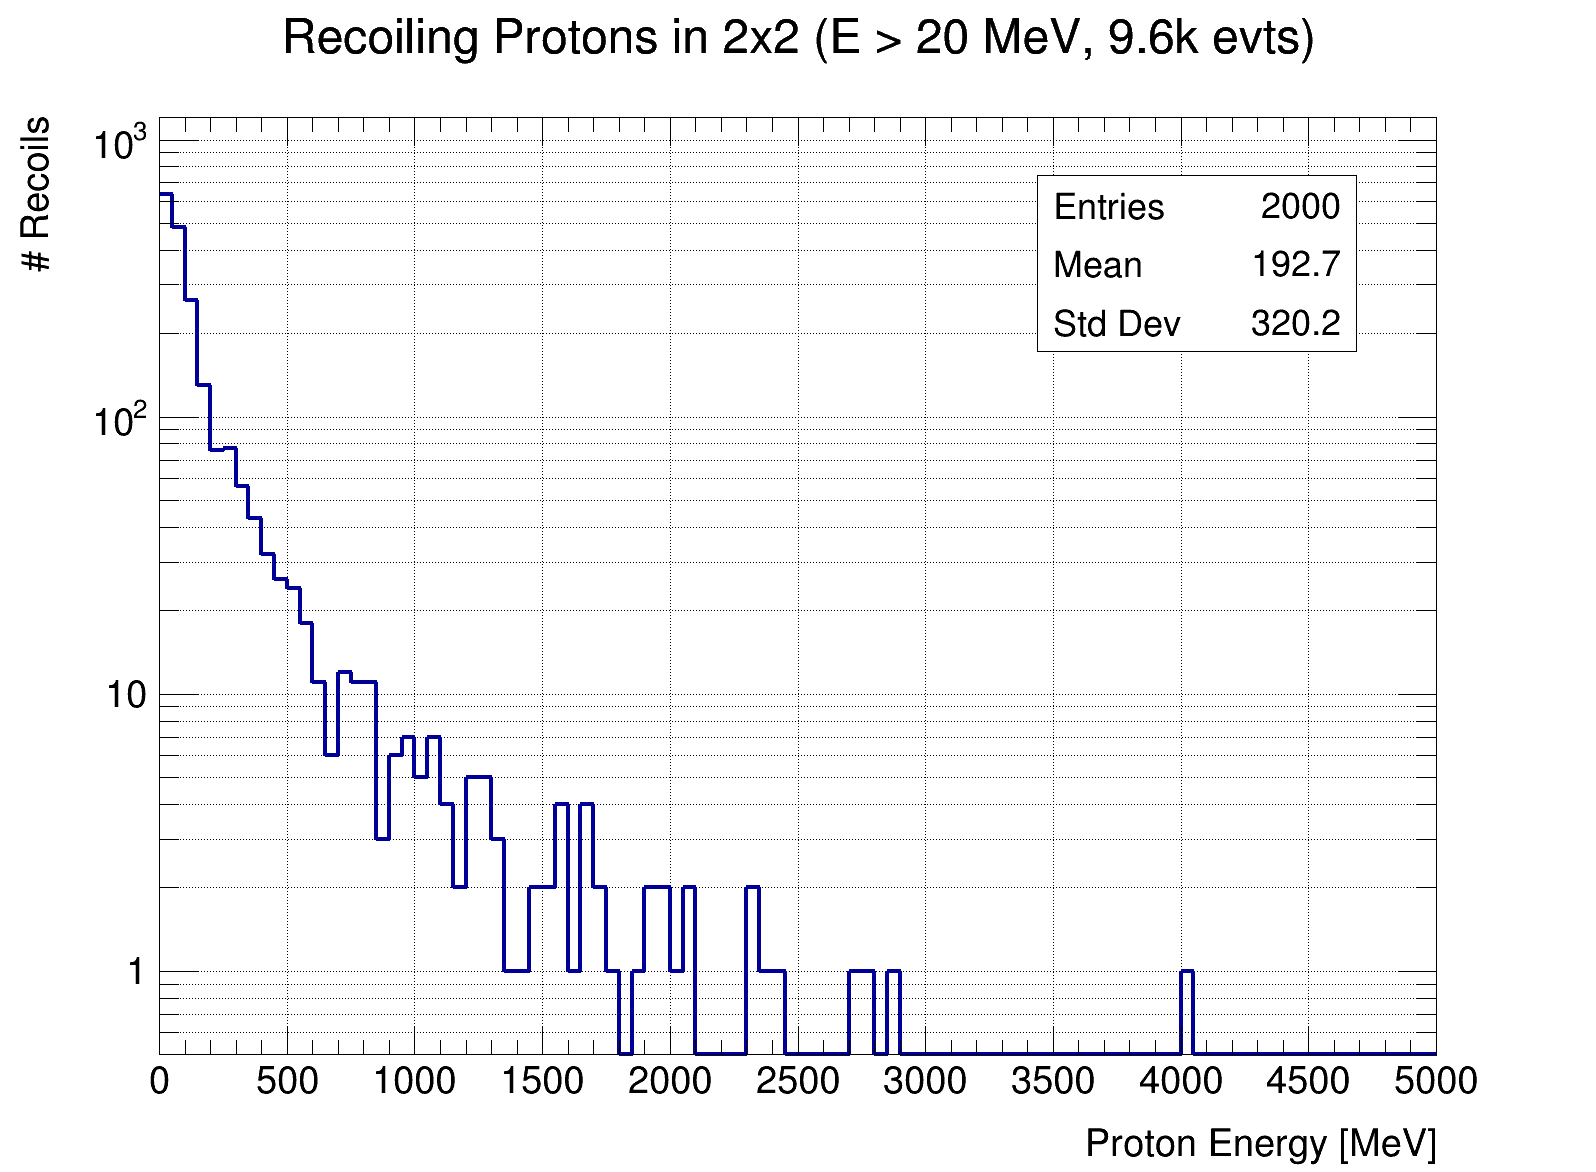 Recoiling Protons in 2x2 (E > 20 MeV, 9.6k evts)
# Recoils
10³
10²
10
1
Entries 2000
Mean 192.7
Std Dev 320.2
0 500 1000 1500 2000 2500 3000 3500 4000 4500 5000
Proton Energy [MeV]